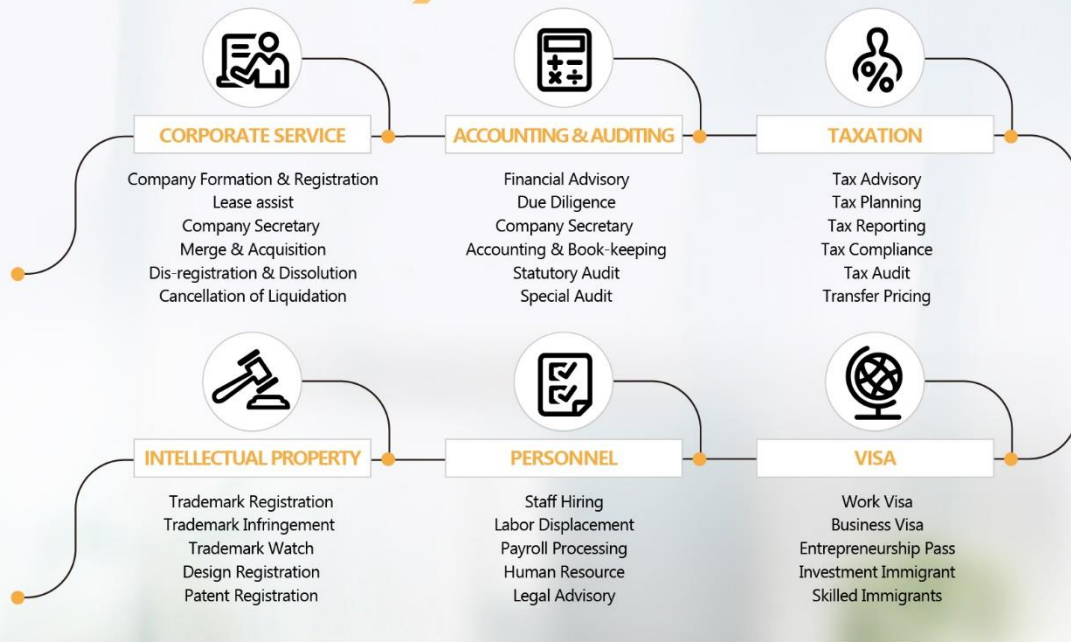 CORPORATE SERVICE
Company Formation & Registration
Lease assist
Company Secretary
Merge & Acquisition
Dis-registration & Dissolution
Cancellation of Liquidation
ACCOUNTING & AUDITING
Financial Advisory
Due Diligence
Company Secretary
Accounting & Book-keeping
Statutory Audit
Special Audit
TAXATION
Tax Advisory
Tax Planning
Tax Reporting
Tax Compliance
Tax Audit
Transfer Pricing
INTELLECTUAL PROPERTY
Trademark Registration
Trademark Infringement
Trademark Watch
Design Registration
Patent Registration
PERSONNEL
Staff Hiring
Labor Displacement
Payroll Processing
Human Resource
Legal Advisory
VISA
Work Visa
Business Visa
Entrepreneurship Pass
Investment Immigrant
Skilled Immigrants